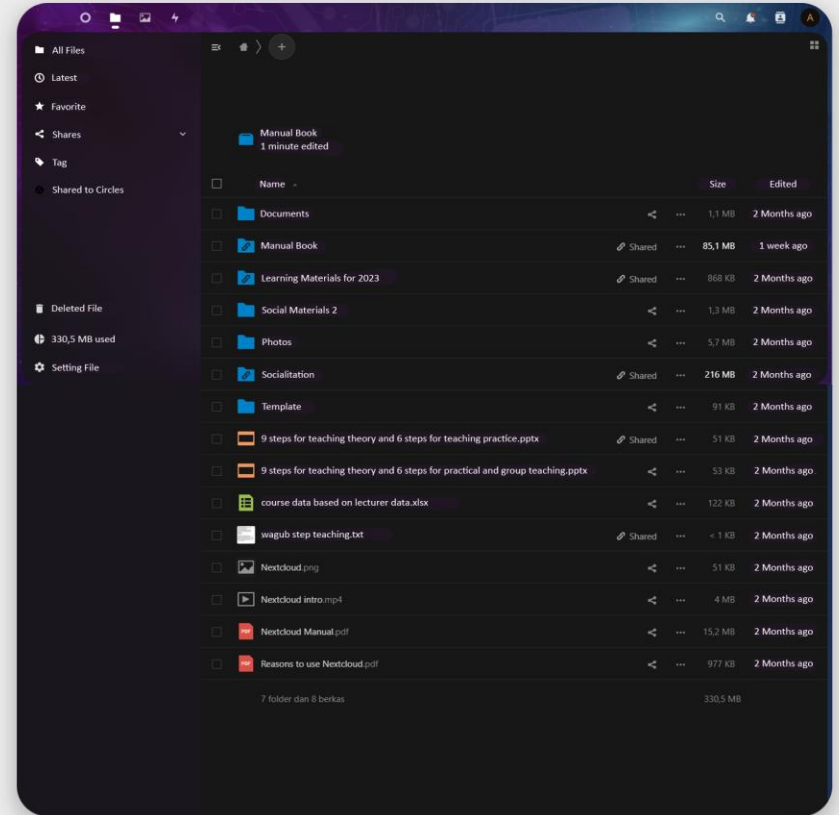 A
All Files
Latest
Favorite
Shares
Tag
Shared to Circles
Deleted File
330,5 MB used
Setting File
+
Manual Book
1 minute edited
Name Size Edited
Documents 1,1 MB 2 Months ago
Manual Book Shared 85,1 MB 1 week ago
Learning Materials for 2023 Shared 868 KB 2 Months ago
Social Materials 2 1,3 MB 2 Months ago
Photos 5,7 MB 2 Months ago
Socialitation Shared 216 MB 2 Months ago
Template 91 KB 2 Months ago
9 steps for teaching theory and 6 steps for teaching practice.pptx Shared 51 KB 2 Months ago
9 steps for teaching theory and 6 steps for practical and group teaching.pptx 53 KB 2 Months ago
course data based on lecturer data.xlsx 122 KB 2 Months ago
wagub step teaching.txt Shared < 1 KB 2 Months ago
Nextcloud.png 51 KB 2 Months ago
Nextcloud intro.mp4 4 MB 2 Months ago
PDF Nextcloud Manual.pdf 15,2 MB 2 Months ago
PDF Reasons to use Nextcloud.pdf 977 KB 2 Months ago
7 folder dan 8 berkas 330,5 MB